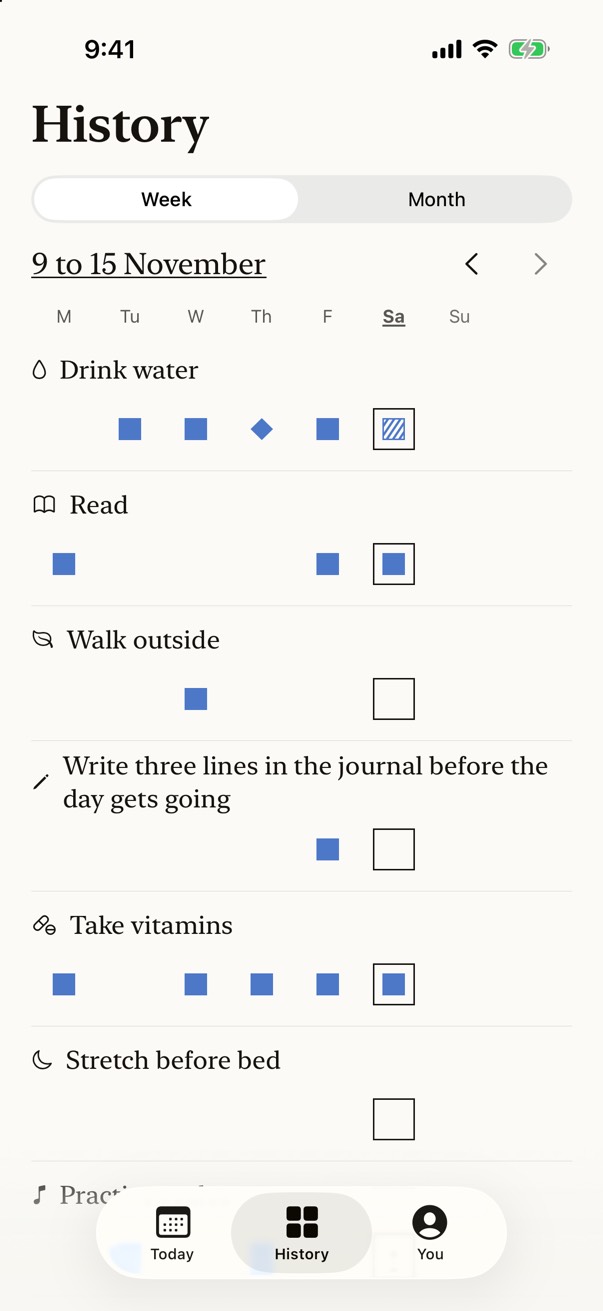 9:41
History
Week
Month
9 to 15 November
M Tu W Th F Sa Su
Drink water
Read
Walk outside
Write three lines in the journal before the
day gets going
Take vitamins
Stretch before bed
Today
History
You